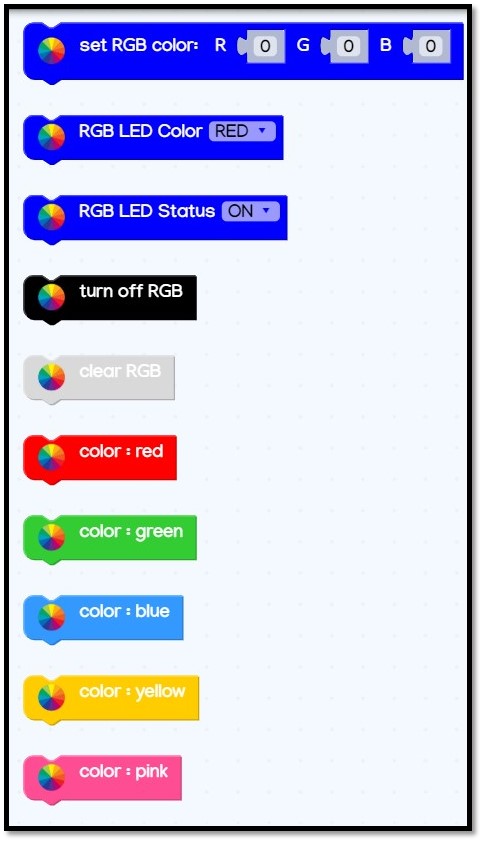 set RGB color: R 0 G 0 B 0
RGB LED Color RED
RGB LED Status ON
turn off RGB
clear RGB
color : red
color : green
color : blue
color : yellow
color : pink